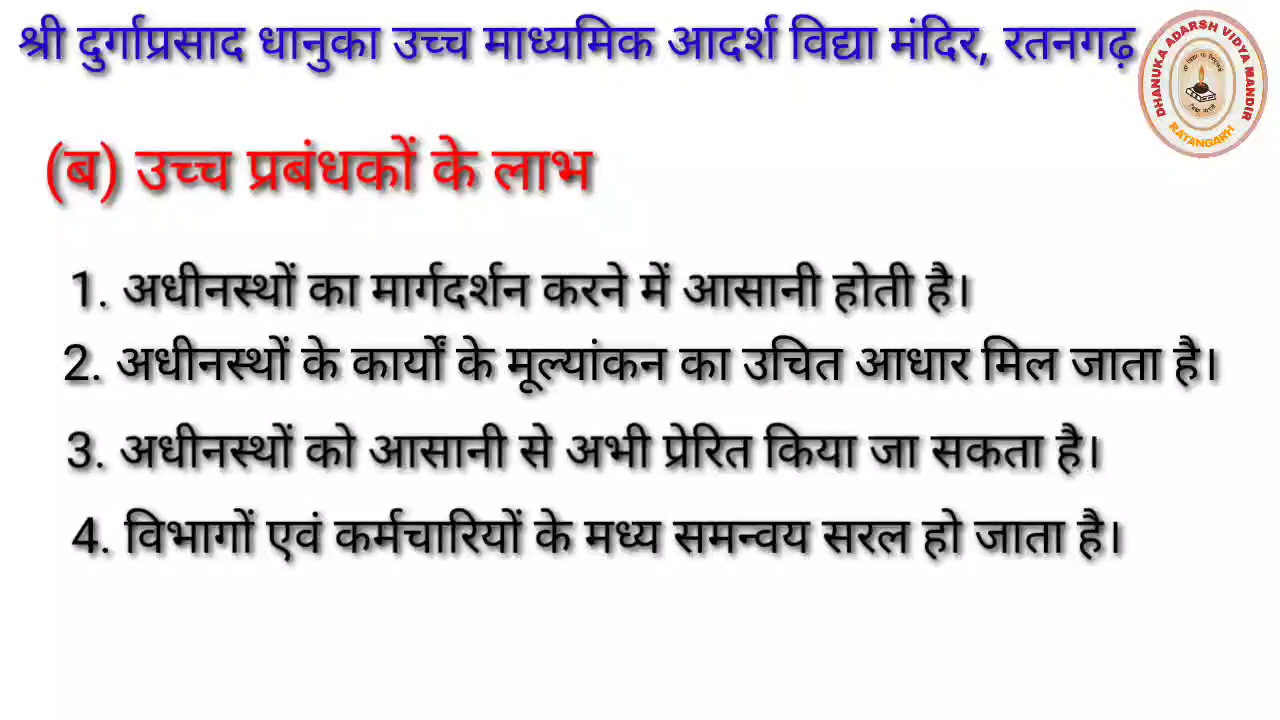 श्री दुर्गाप्रसाद धानुका उच्च माध्यमिक आदर्श विद्या मंदिर, रतनगढ़
DHANUKA ADARSH VIDYA MANDIR
RATANGARH
(ब) उच्च प्रबंधकों के लाभ
1. अधीनस्थों का मार्गदर्शन करने में आसानी होती है।
2. अधीनस्थों के कार्यों के मूल्यांकन का उचित आधार मिल जाता है।
3. अधीनस्थों को आसानी से अभी प्रेरित किया जा सकता है।
4. विभागों एवं कर्मचारियों के मध्य समन्वय सरल हो जाता है।